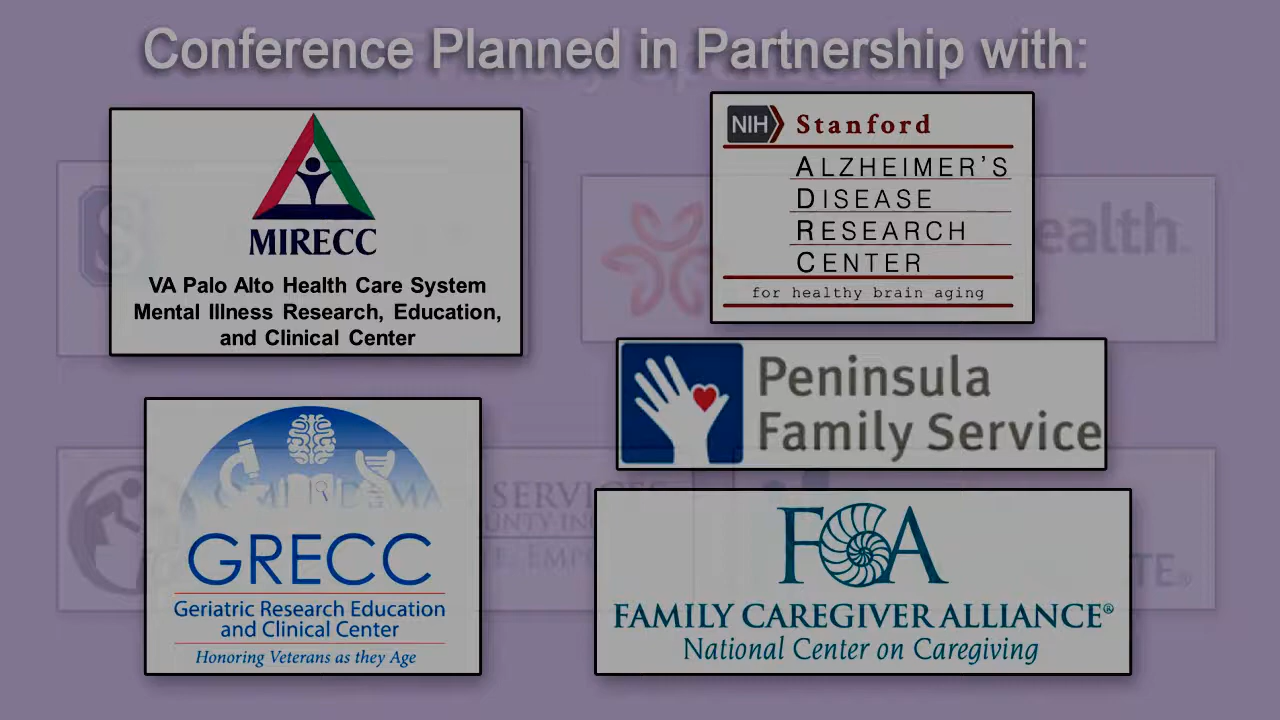 Conference Planned in Partnership with:
MIRECC
VA Palo Alto Health Care System
Mental Illness Research, Education,
and Clinical Center
NIH Stanford
ALZHEIMER'S
DISEASE
RESEARCH
CENTER
for healthy brain aging
Peninsula
Family Service
GRECC
Geriatric Research Education
and Clinical Center
Honoring Veterans as they Age
FCA
FAMILY CAREGIVER ALLIANCE®
National Center on Caregiving